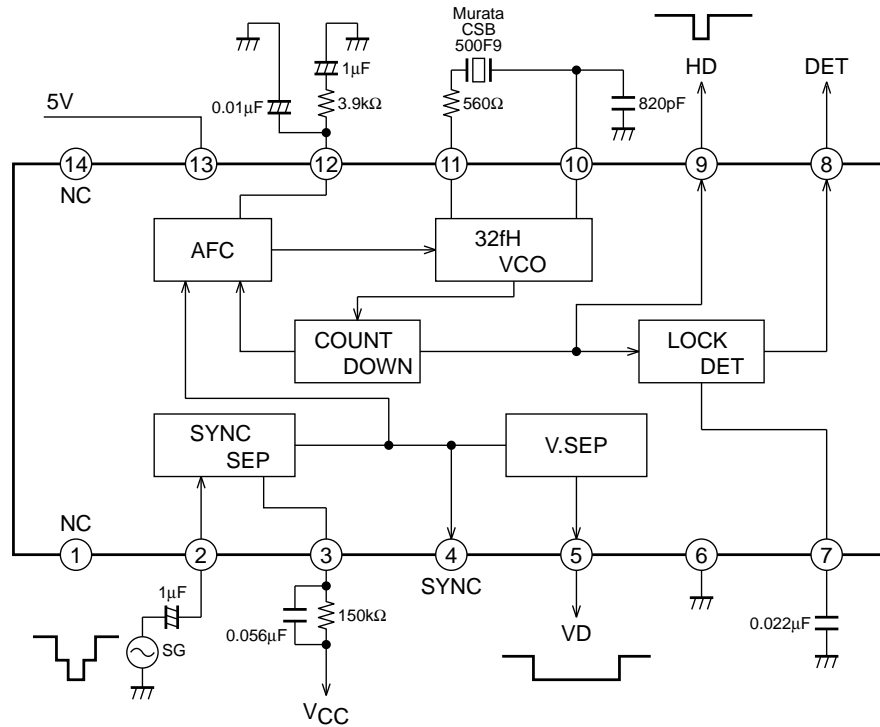 Murata
CSB
500F9
HD
DET
1µF
5V
0.01µF
3.9kΩ
560Ω
820pF
14
13
12
11
10
9
8
NC
AFC
32fH
VCO
COUNT
DOWN
LOCK
DET
SYNC
SEP
V.SEP
NC
1
2
3
4
5
6
7
SYNC
1µF
150kΩ
0.056µF
0.022µF
SG
VD
VCC